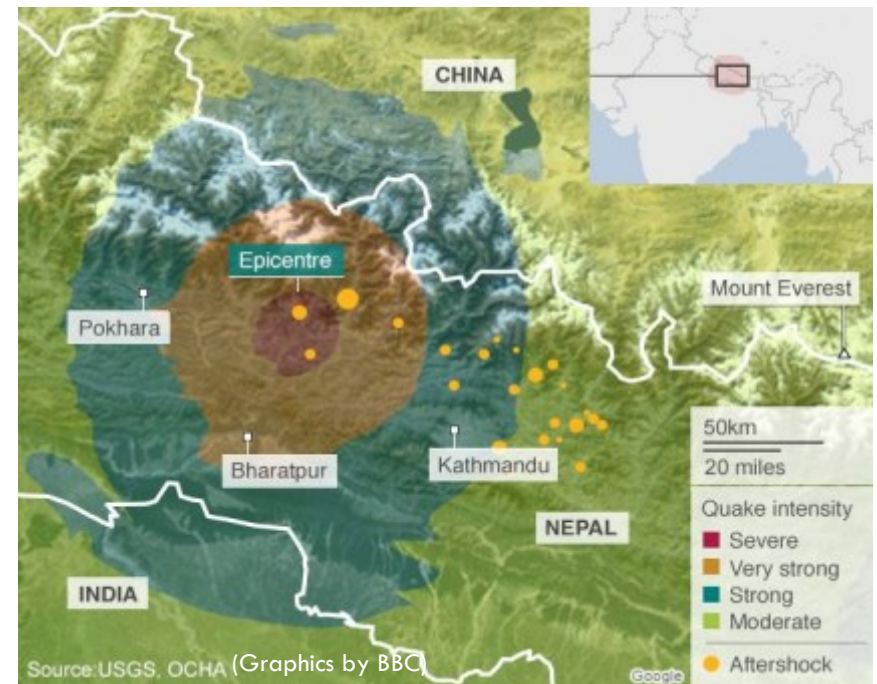 CHINA
Epicentre
Mount Everest
Pokhara
50km
20 miles
Bharatpur
Kathmandu
Quake intensity
NEPAL
Severe
Very strong
Strong
INDIA
Moderate
Source:USGS, OCHA (Graphics by BBC)
Google
Aftershock